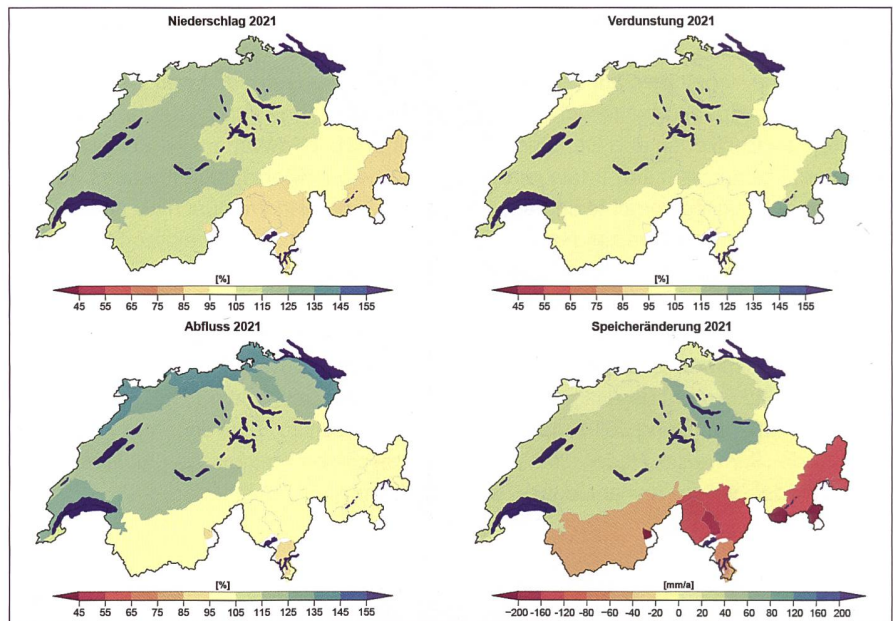 Niederschlag 2021
[%]
45 55 65 75 85 95 105 125 135 145 155
Verdunstung 2021
[%]
45 55 65 75 85 95 105 125 135 145 155
Abfluss 2021
[%]
45 55 65 75 85 95 105 125 135 145 155
Speicheränderung 2021
[mm/a]
−200 −160 −120 −80 −60 −40 −20 0 20 40 60 80 120 160 200